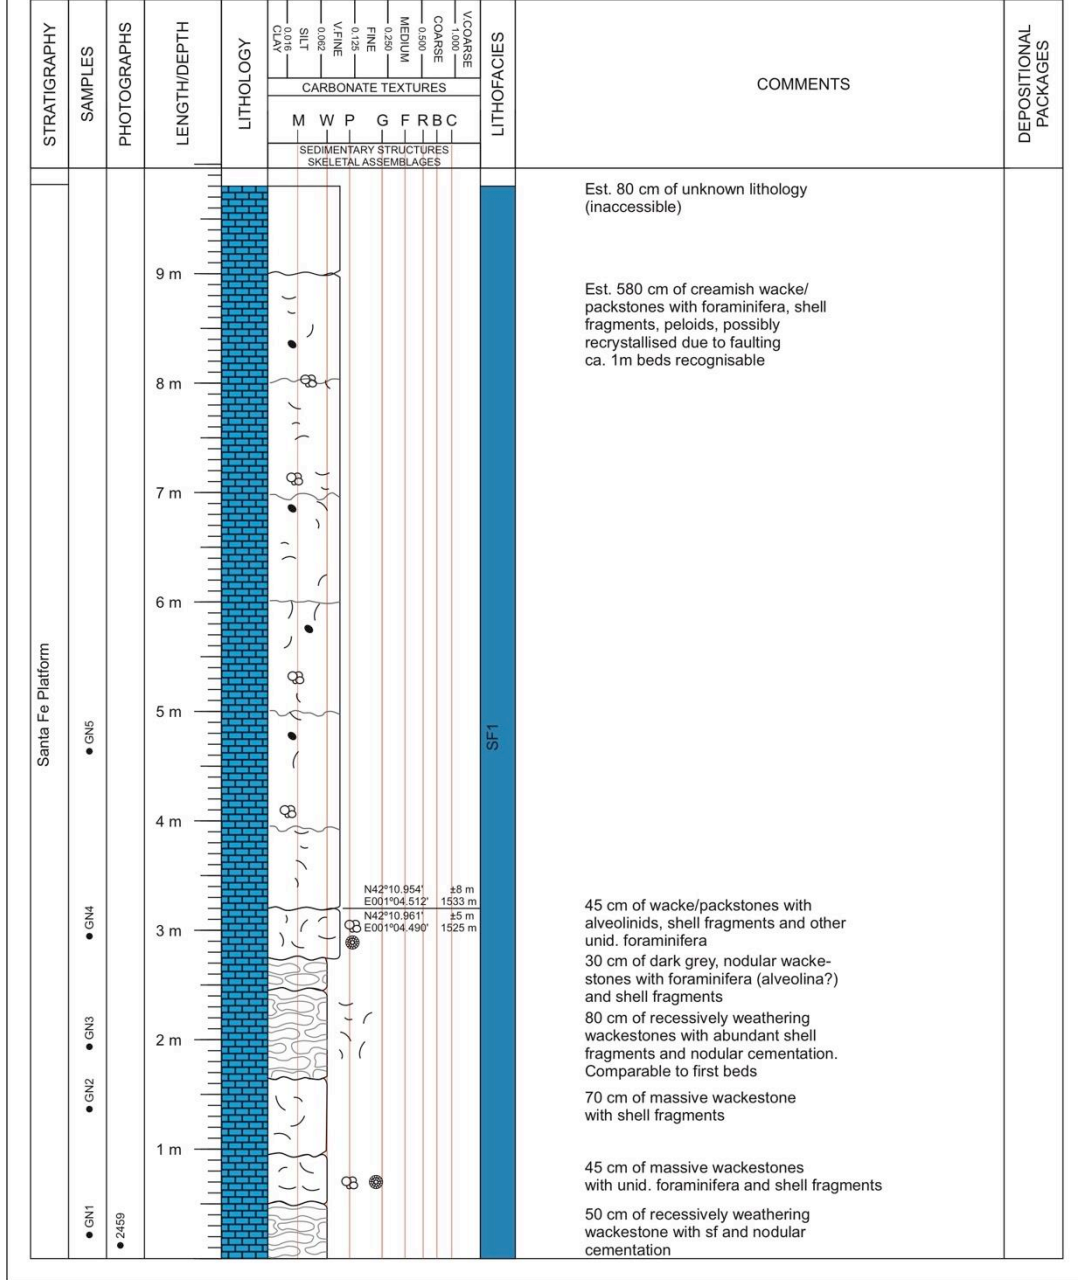 STRATIGRAPHY
SAMPLES
PHOTOGRAPHS
LENGTH/DEPTH
LITHOLOGY
CLAY
0.016
SILT
0.062
V.FINE
0.125
FINE
0.250
MEDIUM
0.500
COARSE
1.000
V.COARSE
CARBONATE TEXTURES
M W P G F R B C
SEDIMENTARY STRUCTURES
SKELETAL ASSEMBLAGES
LITHOFACIES
COMMENTS
DEPOSITIONAL
PACKAGES
Est. 80 cm of unknown lithology
(inaccessible)
9 m
Est. 580 cm of creamish wacke/
packstones with foraminifera, shell
fragments, peloids, possibly
recrystallised due to faulting
ca. 1m beds recognisable
8 m
7 m
6 m
Santa Fe Platform
5 m
GN5
SF1
4 m
N42°10.954' ±8 m
E001°04.512' 1533 m
N42°10.961' ±5 m
E001°04.490' 1525 m
GN4
3 m
45 cm of wacke/packstones with
alveolinids, shell fragments and other
unid. foraminifera
30 cm of dark grey, nodular wacke-
stones with foraminifera (alveolina?)
and shell fragments
GN3
2 m
80 cm of recessively weathering
wackestones with abundant shell
fragments and nodular cementation.
Comparable to first beds
GN2
70 cm of massive wackestone
with shell fragments
1 m
45 cm of massive wackestones
with unid. foraminifera and shell fragments
GN1
2459
50 cm of recessively weathering
wackestone with sf and nodular
cementation